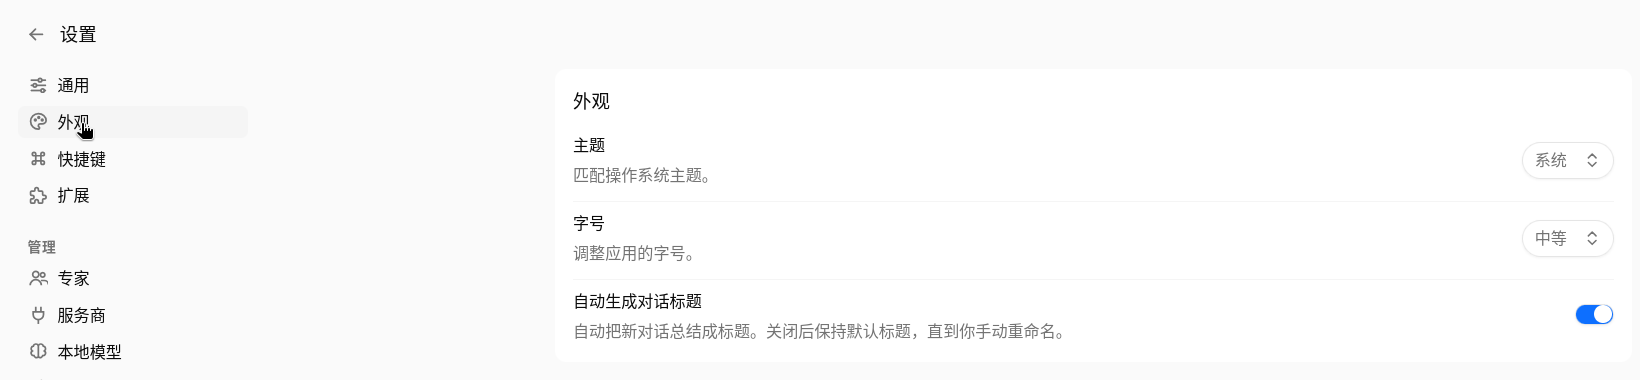 设置
通用
外观
快捷键
扩展
管理
专家
服务商
本地模型
外观
主题
匹配操作系统主题。
系统
字号
调整应用的字号。
中等
自动生成对话标题
自动把新对话总结成标题。关闭后保持默认标题，直到你手动重命名。